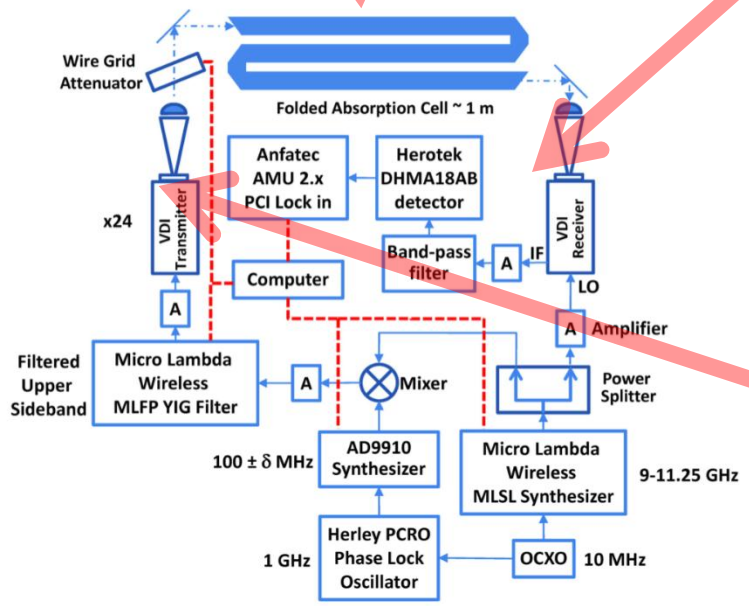 Wire Grid
Attenuator
Folded Absorption Cell ~ 1 m
x24
VDI
Transmitter
Anfatec
AMU 2.x
PCI Lock in
Herotek
DHMA18AB
detector
VDI
Receiver
Band-pass
filter
A
IF
LO
Computer
A
A
Amplifier
Filtered
Upper
Sideband
Micro Lambda
Wireless
MLFP YIG Filter
A
Mixer
Power
Splitter
100 ± δ MHz
AD9910
Synthesizer
Micro Lambda
Wireless
MLSL Synthesizer
9-11.25 GHz
1 GHz
Herley PCRO
Phase Lock
Oscillator
OCXO
10 MHz